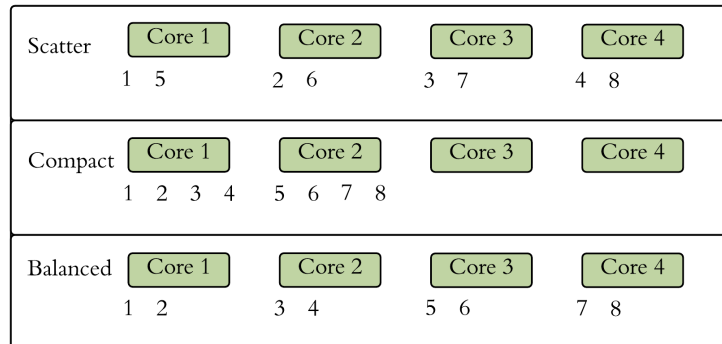 Scatter Core 1 Core 2 Core 3 Core 4
1 5 2 6 3 7 4 8
Compact Core 1 Core 2 Core 3 Core 4
1 2 3 4 5 6 7 8
Balanced Core 1 Core 2 Core 3 Core 4
1 2 3 4 5 6 7 8